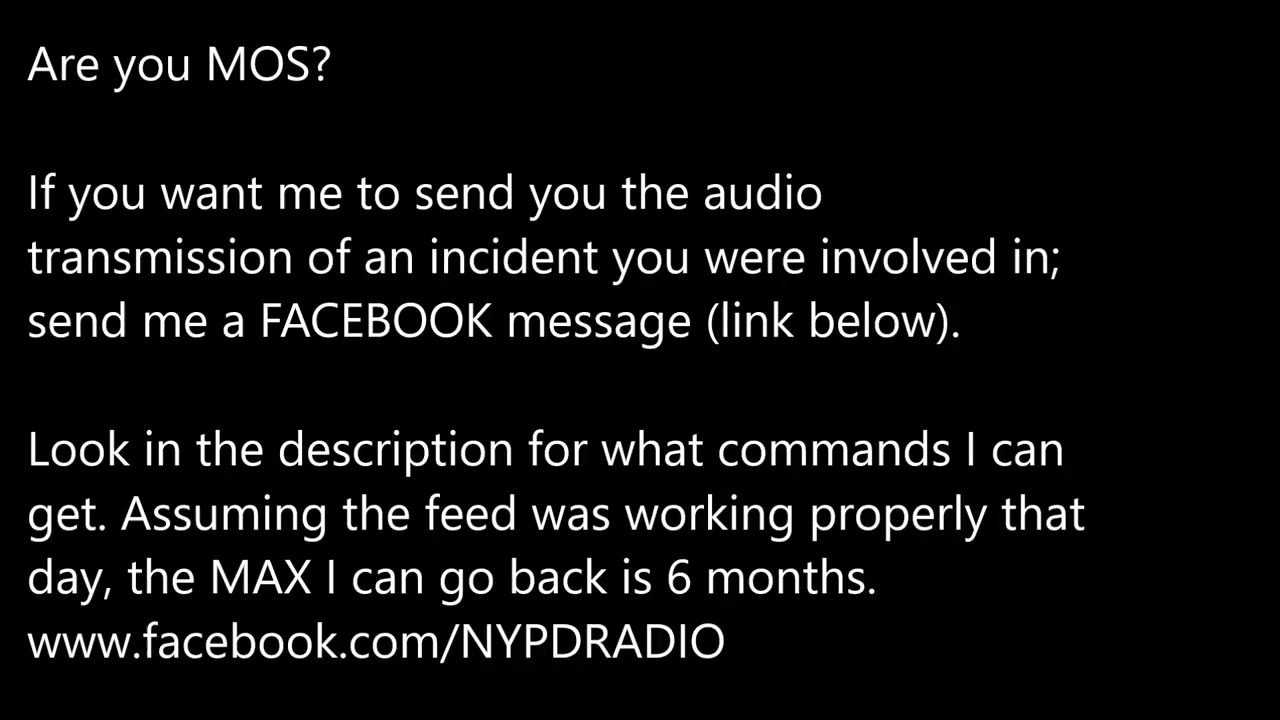 Are you MOS?
If you want me to send you the audio
transmission of an incident you were involved in;
send me a FACEBOOK message (link below).
Look in the description for what commands I can
get. Assuming the feed was working properly that
day, the MAX I can go back is 6 months.
www.facebook.com/NYPDRADIO